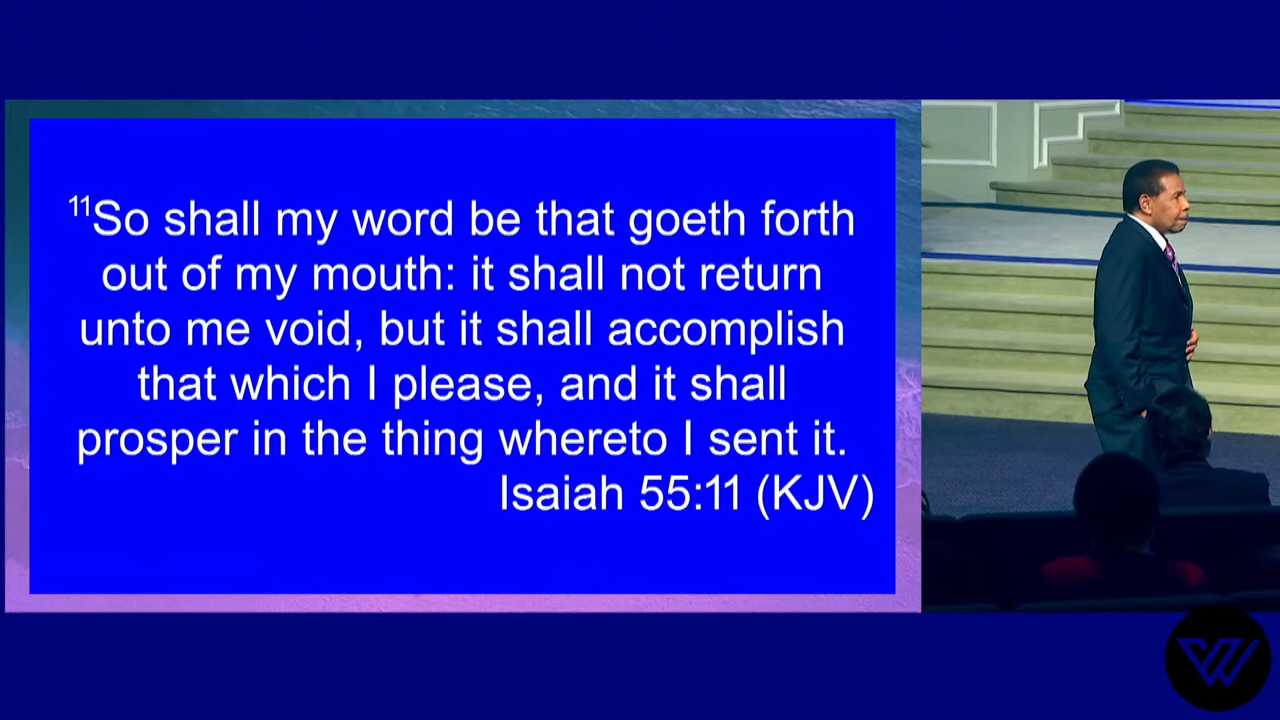 11So shall my word be that goeth forth
out of my mouth: it shall not return
unto me void, but it shall accomplish
that which I please, and it shall
prosper in the thing whereto I sent it.
Isaiah 55:11 (KJV)